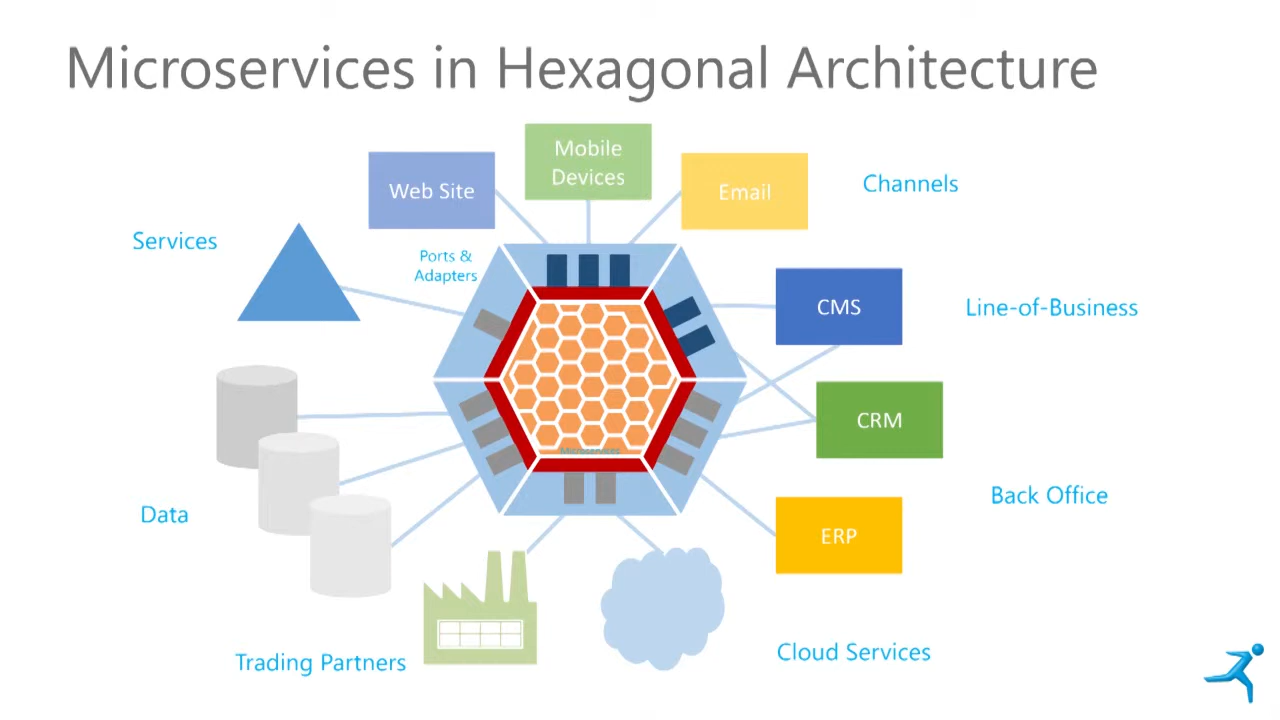 Microservices in Hexagonal Architecture
Mobile
Devices
Web Site
Email
Channels
Services
Ports &
Adapters
CMS
Line-of-Business
CRM
Microservices
Back Office
Data
ERP
Trading Partners
Cloud Services